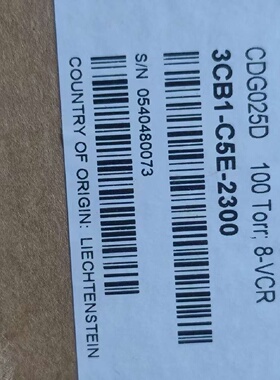 CDG025D 100 Torr; 8-VCR
3CB1-C5E-2300
S/N 0540480073
COUNTRY OF ORIGIN: LIECHTENSTEIN